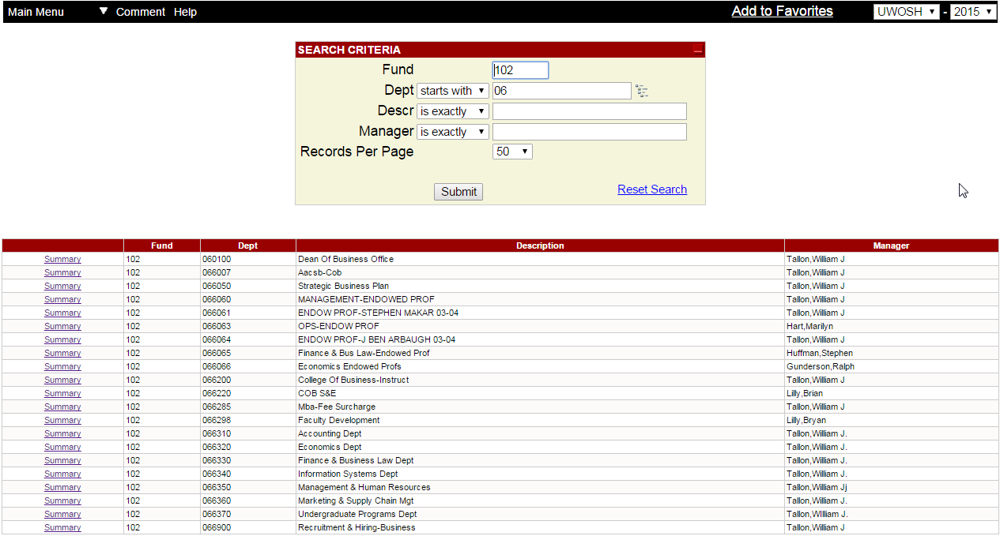 Main Menu ▼ Comment Help Add to Favorites UWOSH - 2015
SEARCH CRITERIA
Fund 102
Dept starts with 06
Descr is exactly
Manager is exactly
Records Per Page 50
Submit Reset Search
Fund Dept Description Manager
Summary 102 060100 Dean Of Business Office Tallon,William J
Summary 102 066007 Aacsb-Cob Tallon,William J
Summary 102 066050 Strategic Business Plan Tallon,William J
Summary 102 066060 MANAGEMENT-ENDOWED PROF Tallon,William J
Summary 102 066061 ENDOW PROF-STEPHEN MAKAR 03-04 Tallon,William J
Summary 102 066063 OPS-ENDOW PROF Hart,Marilyn
Summary 102 066064 ENDOW PROF-J BEN ARBAUGH 03-04 Tallon,William J
Summary 102 066065 Finance & Bus Law-Endowed Prof Huffman,Stephen
Summary 102 066066 Economics Endowed Profs Gunderson,Ralph
Summary 102 066200 College Of Business-Instruct Tallon,William J
Summary 102 066220 COB S&E Lilly,Brian
Summary 102 066285 Mba-Fee Surcharge Tallon,William J
Summary 102 066298 Faculty Development Lilly,Bryan
Summary 102 066310 Accounting Dept Tallon,William J.
Summary 102 066320 Economics Dept Tallon,William J.
Summary 102 066330 Finance & Business Law Dept Tallon,William J.
Summary 102 066340 Information Systems Dept Tallon,William J.
Summary 102 066350 Management & Human Resources Tallon,William Jj
Summary 102 066360 Marketing & Supply Chain Mgt Tallon,William J.
Summary 102 066370 Undergraduate Programs Dept Tallon,WIlliam J.
Summary 102 066900 Recruitment & Hiring-Business Tallon,William J